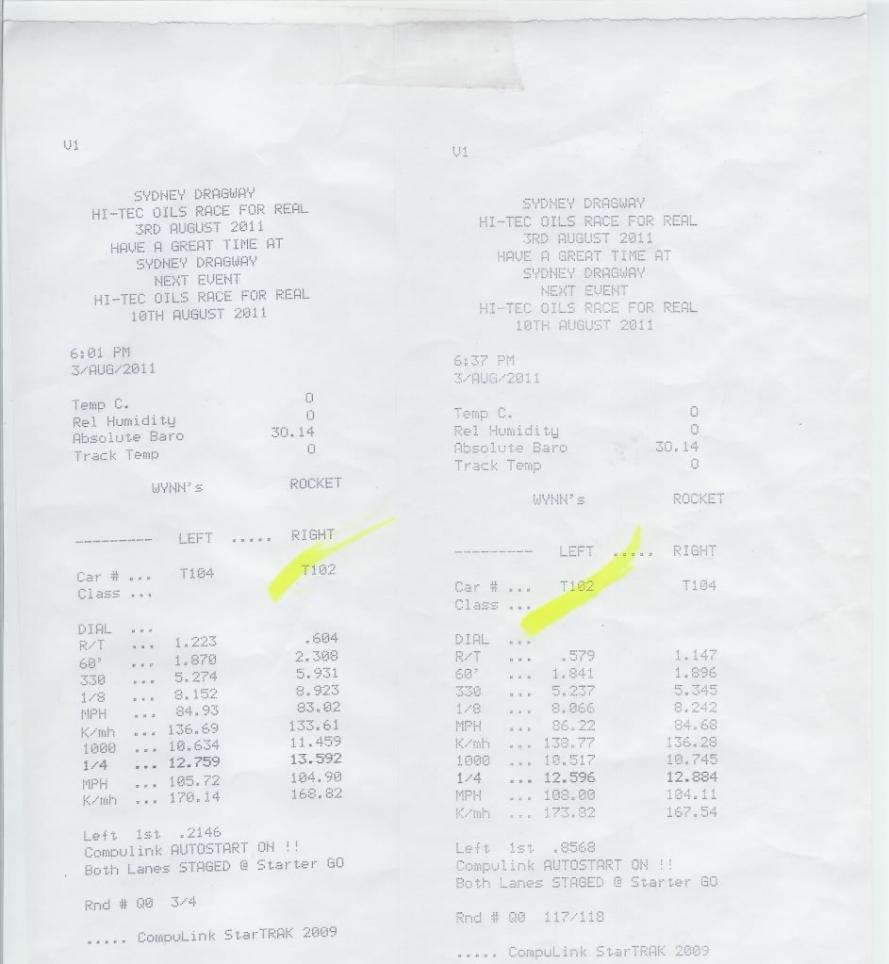 V1
SYDNEY DRAGWAY
HI-TEC OILS RACE FOR REAL
3RD AUGUST 2011
HAVE A GREAT TIME AT
SYDNEY DRAGWAY
NEXT EVENT
HI-TEC OILS RACE FOR REAL
10TH AUGUST 2011
6:01 PM
3/AUG/2011
Temp C. 0
Rel Humidity 0
Absolute Baro 30.14
Track Temp 0
WYNN's ROCKET
--------- LEFT ..... RIGHT
Car # ... T104 T102
Class ...
DIAL ...
R/T ... 1.223 .604
60' ... 1.870 2.308
330 ... 5.274 5.931
1/8 ... 8.152 8.923
MPH ... 84.93 83.02
K/mh ... 136.69 133.61
1000 ... 10.634 11.459
1/4 ... 12.759 13.592
MPH ... 105.72 104.90
K/mh ... 170.14 168.82
Left 1st .2146
Compulink AUTOSTART ON !!
Both Lanes STAGED @ Starter GO
Rnd # Q0 3/4
..... CompuLink StarTRAK 2009
V1
SYDNEY DRAGWAY
HI-TEC OILS RACE FOR REAL
3RD AUGUST 2011
HAVE A GREAT TIME AT
SYDNEY DRAGWAY
NEXT EVENT
HI-TEC OILS RACE FOR REAL
10TH AUGUST 2011
6:37 PM
3/AUG/2011
Temp C. 0
Rel Humidity 0
Absolute Baro 30.14
Track Temp 0
WYNN's ROCKET
--------- LEFT ..... RIGHT
Car # ... T102 T104
Class ...
DIAL ...
R/T ... .579 1.147
60' ... 1.841 1.896
330 ... 5.237 5.345
1/8 ... 8.066 8.242
MPH ... 86.22 84.68
K/mh ... 138.77 136.28
1000 ... 10.517 10.745
1/4 ... 12.596 12.884
MPH ... 108.00 104.11
K/mh ... 173.82 167.54
Left 1st .8568
Compulink AUTOSTART ON !!
Both Lanes STAGED @ Starter GO
Rnd # Q0 117/118
..... CompuLink StarTRAK 2009